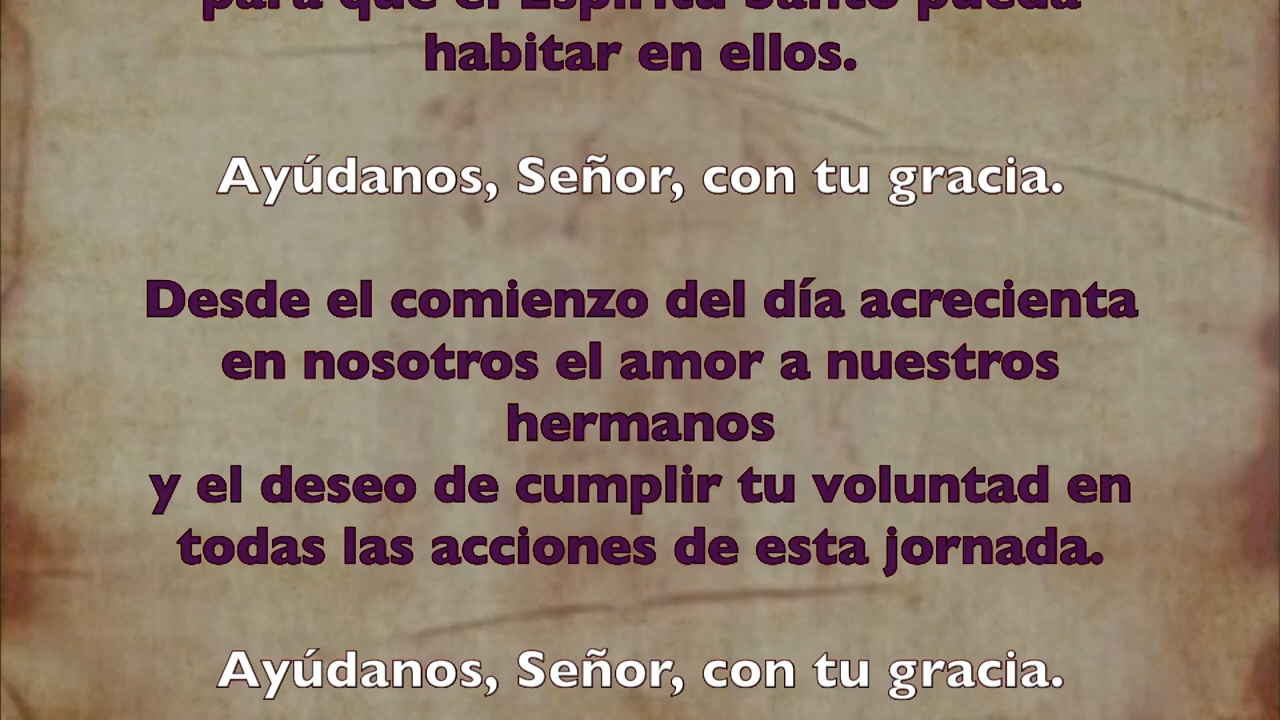 para que el Espíritu Santo pueda
habitar en ellos.
Ayúdanos, Señor, con tu gracia.
Desde el comienzo del día acrecienta
en nosotros el amor a nuestros
hermanos
y el deseo de cumplir tu voluntad en
todas las acciones de esta jornada.
Ayúdanos, Señor, con tu gracia.